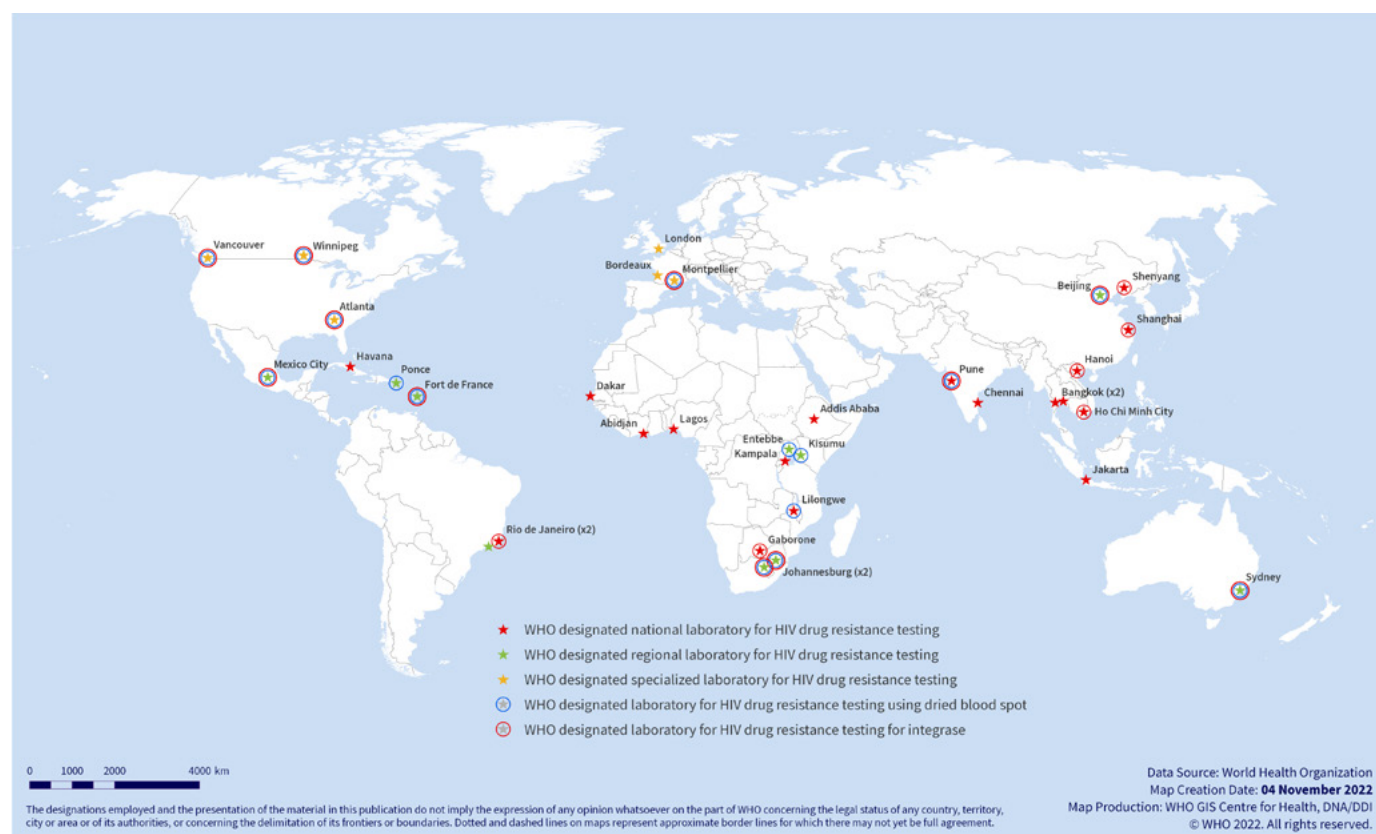 Vancouver
Winnipeg
London
Bordeaux
Montpellier
Atlanta
Beijing
Shenyang
Shanghai
Mexico City
Havana
Ponce
Fort de France
Hanoi
Pune
Chennai
Bangkok (x2)
Ho Chi Minh City
Dakar
Abidjan
Lagos
Addis Ababa
Entebbe
Kisumu
Kampala
Jakarta
Lilongwe
Rio de Janeiro (x2)
Gaborone
Johannesburg (x2)
Sydney
WHO designated national laboratory for HIV drug resistance testing
WHO designated regional laboratory for HIV drug resistance testing
WHO designated specialized laboratory for HIV drug resistance testing
WHO designated laboratory for HIV drug resistance testing using dried blood spot
WHO designated laboratory for HIV drug resistance testing for integrase
0 1000 2000 4000 km
The designations employed and the presentation of the material in this publication do not imply the expression of any opinion whatsoever on the part of WHO concerning the legal status of any country, territory,
city or area or of its authorities, or concerning the delimitation of its frontiers or boundaries. Dotted and dashed lines on maps represent approximate border lines for which there may not yet be full agreement.
Data Source: World Health Organization
Map Creation Date: 04 November 2022
Map Production: WHO GIS Centre for Health, DNA/DDI
© WHO 2022. All rights reserved.